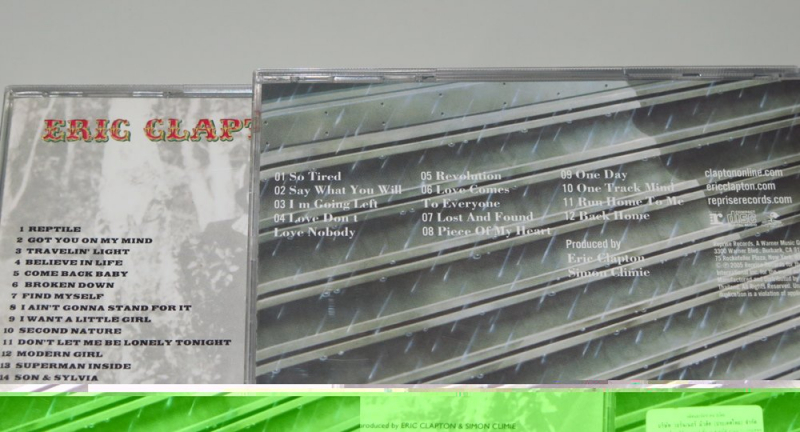 ERIC CLAPT
1 REPTILE
2 GOT YOU ON MY MIND
3 TRAVELIN' LIGHT
4 BELIEVE IN LIFE
5 COME BACK BABY
6 BROKEN DOWN
7 FIND MYSELF
8 I AIN'T GONNA STAND FOR IT
9 I WANT A LITTLE GIRL
10 SECOND NATURE
11 DON'T LET ME BE LONELY TONIGHT
12 MODERN GIRL
13 SUPERMAN INSIDE
14 SON & SYLVIA
01 So Tired
02 Say What You Will
03 I m Going Left
04 Love Don t
Love Nobody
05 Revolution
06 Love Comes
To Everyone
07 Lost And Found
08 Piece Of My Heart
09 One Day
10 One Track Mind
11 Run Home To Me
12 Back Home
Produced by
Eric Clapton
Simon Climie
claptononline.com
ericclapton.com
repriserecords.com
produced by ERIC CLAPTON & SIMON CLIMIE